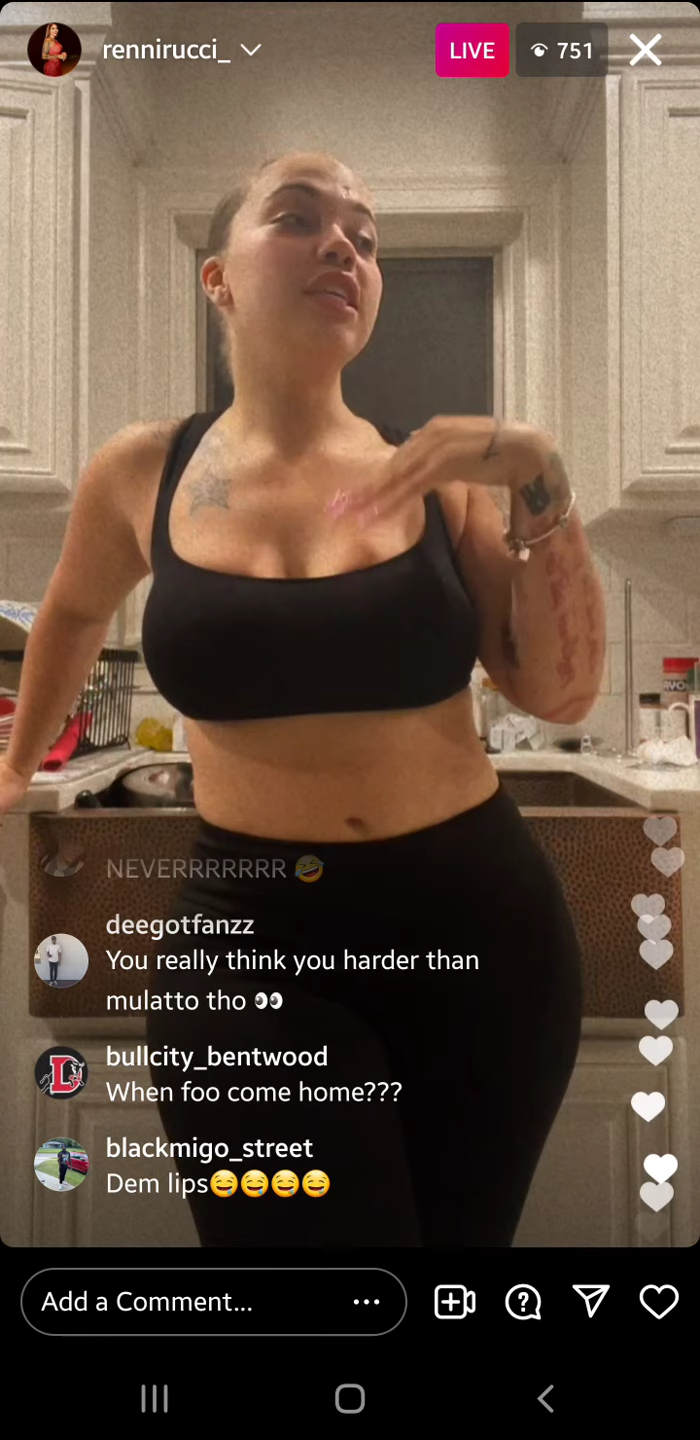 rennirucci_
LIVE
751
NEVERRRRRRR 🤣
deegotfanzz
You really think you harder than
mulatto tho 👀
bullcity_bentwood
When foo come home???
blackmigo_street
Dem lips🤤🤤🤤🤤
Add a Comment...